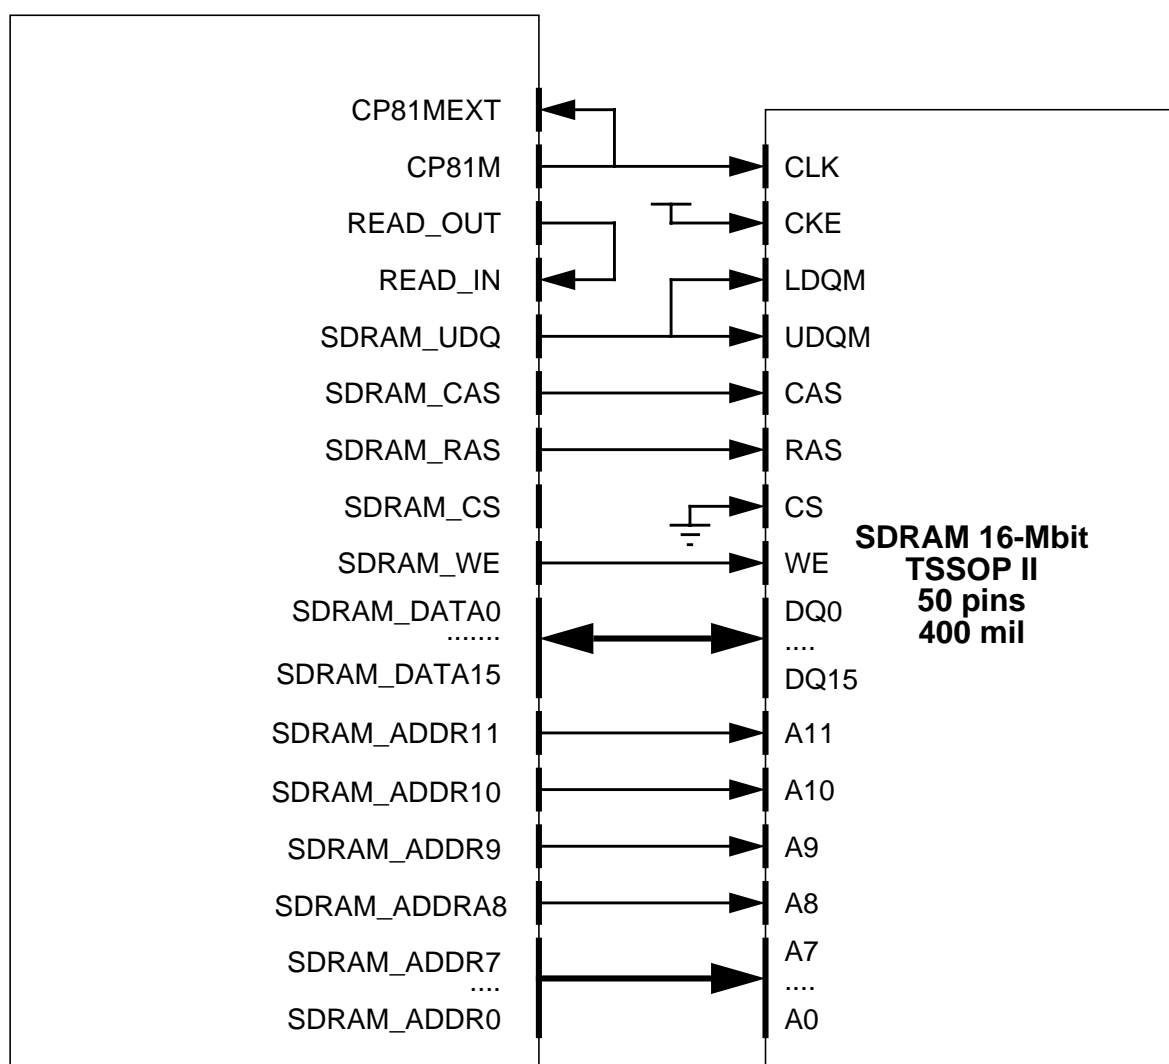 CP81MEXT
CP81M
CLK
READ_OUT
CKE
READ_IN
LDQM
SDRAM_UDQ
UDQM
SDRAM_CAS
CAS
SDRAM_RAS
RAS
SDRAM_CS
CS
SDRAM 16-Mbit
TSSOP II
50 pins
400 mil
SDRAM_WE
WE
SDRAM_DATA0
.......
SDRAM_DATA15
DQ0
....
DQ15
SDRAM_ADDR11
A11
SDRAM_ADDR10
A10
SDRAM_ADDR9
A9
SDRAM_ADDRA8
A8
SDRAM_ADDR7
....
SDRAM_ADDR0
A7
....
A0